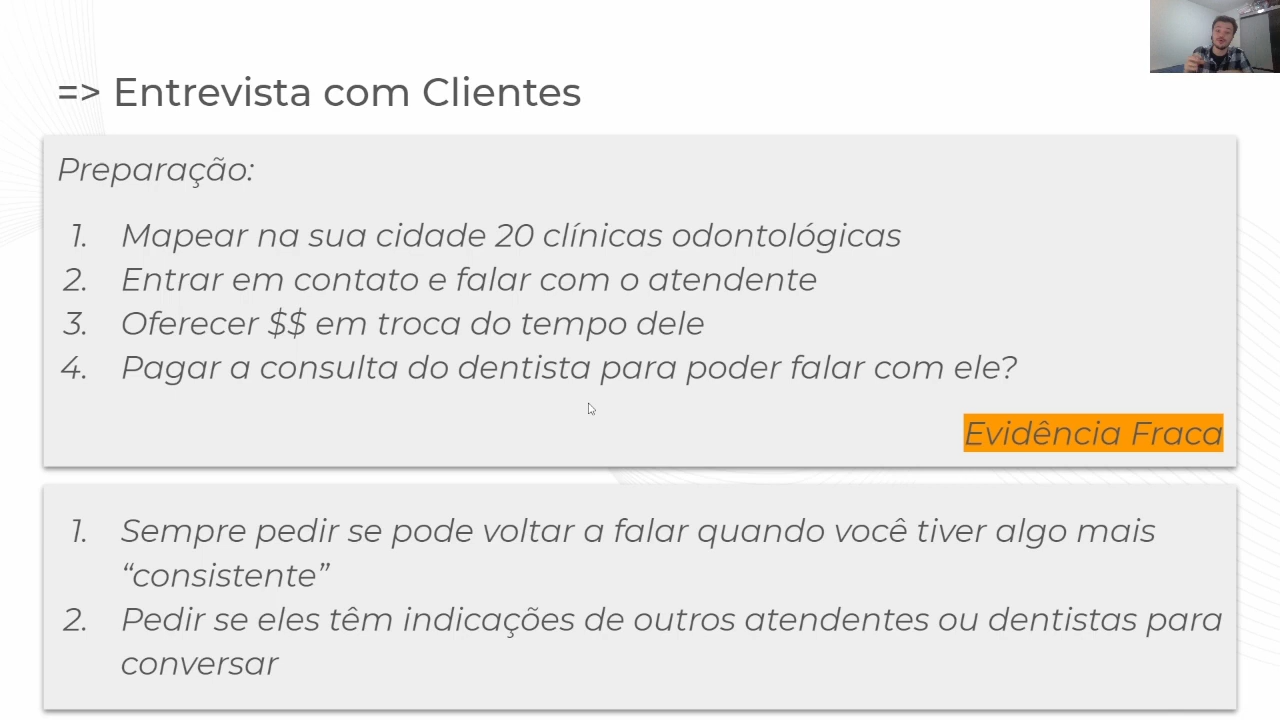 => Entrevista com Clientes
Preparação:
1. Mapear na sua cidade 20 clínicas odontológicas
2. Entrar em contato e falar com o atendente
3. Oferecer $$ em troca do tempo dele
4. Pagar a consulta do dentista para poder falar com ele?
Evidência Fraca
1. Sempre pedir se pode voltar a falar quando você tiver algo mais
“consistente”
2. Pedir se eles têm indicações de outros atendentes ou dentistas para
conversar